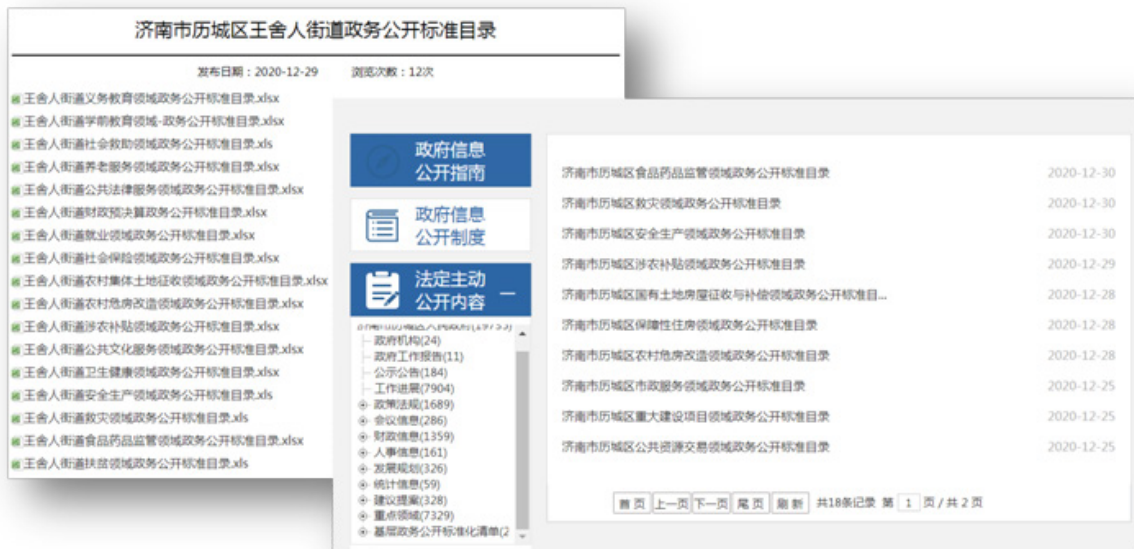 济南市历城区王舍人街道政务公开标准目录
发布日期：2020-12-29 浏览次数：12次
王舍人街道义务教育领域政务公开标准目录.xlsx
王舍人街道学前教育领域-政务公开标准目录.xlsx
王舍人街道社会救助领域政务公开标准目录.xls
王舍人街道养老服务领域政务公开标准目录.xlsx
王舍人街道公共法律服务领域政务公开标准目录.xlsx
王舍人街道财政预决算政务公开标准目录.xlsx
王舍人街道就业领域政务公开标准目录.xlsx
王舍人街道社会保险领域政务公开标准目录.xlsx
王舍人街道农村集体土地征收领域政务公开标准目录.xlsx
王舍人街道农村危房改造领域政务公开标准目录.xlsx
王舍人街道涉农补贴领域政务公开标准目录.xlsx
王舍人街道公共文化服务领域政务公开标准目录.xlsx
王舍人街道卫生健康领域政务公开标准目录.xlsx
王舍人街道安全生产领域政务公开标准目录.xls
王舍人街道救灾领域政务公开标准目录.xls
王舍人街道食品药品监管领域政务公开标准目录.xlsx
王舍人街道扶贫领域政务公开标准目录.xls
政府信息
公开指南
政府信息
公开制度
法定主动
公开内容
济南市历城区人民政府(19735)
政府机构(24)
政府工作报告(11)
公示公告(184)
工作进展(7904)
政策法规(1689)
会议信息(286)
财政信息(1359)
人事信息(161)
发展规划(326)
统计信息(59)
建议提案(328)
重点领域(7329)
基层政务公开标准化清单(2
济南市历城区食品药品监管领域政务公开标准目录 2020-12-30
济南市历城区救灾领域政务公开标准目录 2020-12-30
济南市历城区安全生产领域政务公开标准目录 2020-12-30
济南市历城区涉农补贴领域政务公开标准目录 2020-12-29
济南市历城区国有土地房屋征收与补偿领域政务公开标准目... 2020-12-28
济南市历城区保障性住房领域政务公开标准目录 2020-12-28
济南市历城区农村危房改造领域政务公开标准目录 2020-12-28
济南市历城区市政服务领域政务公开标准目录 2020-12-25
济南市历城区重大建设项目领域政务公开标准目录 2020-12-25
济南市历城区公共资源交易领域政务公开标准目录 2020-12-25
首 页 上一页 下一页 尾 页 刷 新 共18条记录 第 1 页 / 共 2 页